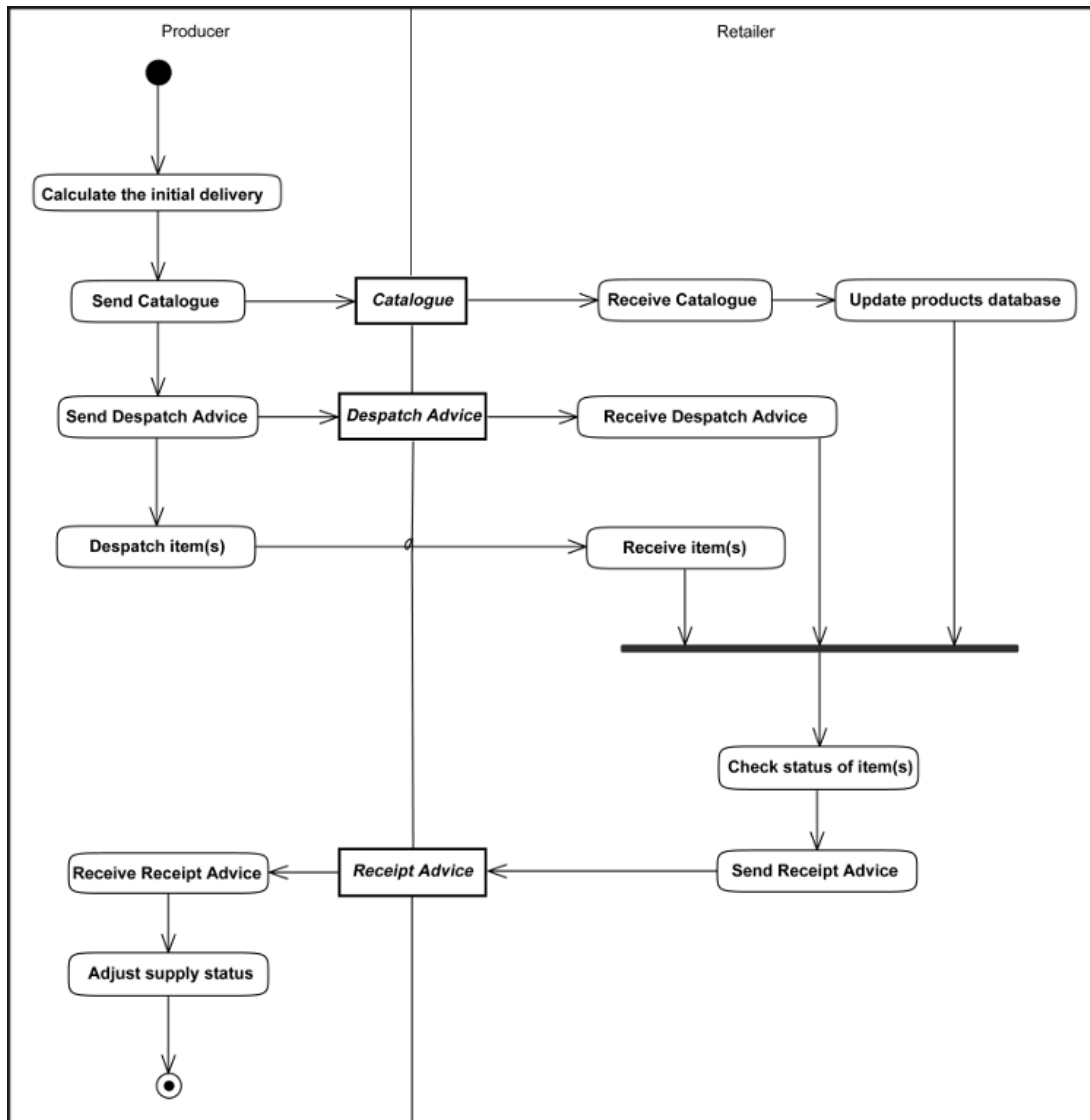 Producer
Retailer
Calculate the initial delivery
Send Catalogue
Catalogue
Receive Catalogue
Update products database
Send Despatch Advice
Despatch Advice
Receive Despatch Advice
Despatch item(s)
Receive item(s)
Check status of item(s)
Receive Receipt Advice
Receipt Advice
Send Receipt Advice
Adjust supply status